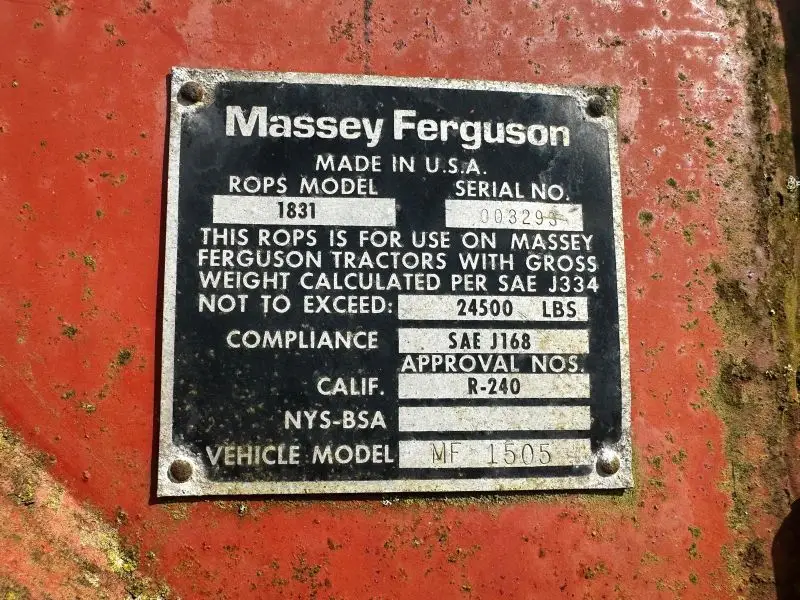 Massey Ferguson
MADE IN U.S.A.
ROPS MODEL SERIAL NO.
1831 003293
THIS ROPS IS FOR USE ON MASSEY
FERGUSON TRACTORS WITH GROSS
WEIGHT CALCULATED PER SAE J334
NOT TO EXCEED: 24500 LBS
COMPLIANCE SAE J168
APPROVAL NOS.
CALIF. R-240
NYS-BSA
VEHICLE MODEL MF 1505